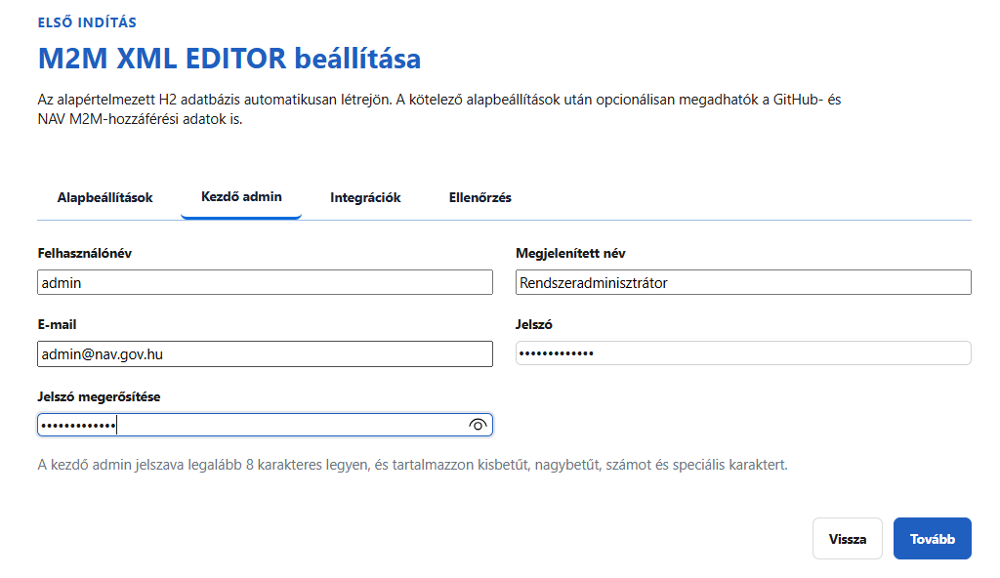 ELSŐ INDÍTÁS
M2M XML EDITOR beállítása
Az alapértelmezett H2 adatbázis automatikusan létrejön. A kötelező alapbeállítások után opcionálisan megadhatók a GitHub- és
NAV M2M-hozzáférési adatok is.
Alapbeállítások Kezdő admin Integrációk Ellenőrzés
Felhasználónév Megjelenített név
admin Rendszeradminisztrátor
E-mail Jelszó
admin@nav.gov.hu •••••••••••••
Jelszó megerősítése
•••••••••••••
A kezdő admin jelszava legalább 8 karakteres legyen, és tartalmazzon kisbetűt, nagybetűt, számot és speciális karaktert.
Vissza Tovább